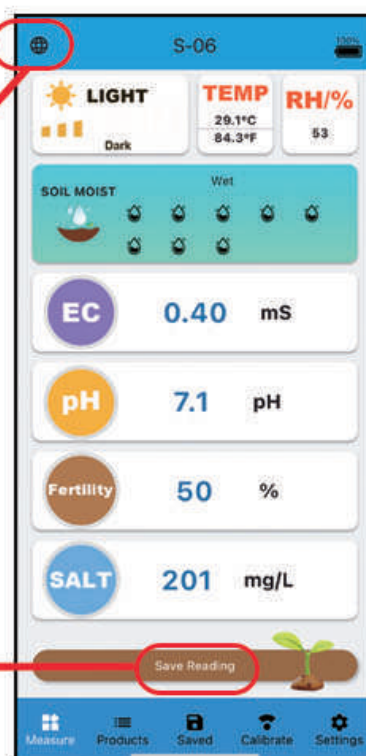 S-06
100%
LIGHT
Dark
TEMP
29.1°C
84.3°F
RH/%
53
SOIL MOIST
Wet
EC 0.40 mS
pH 7.1 pH
Fertility 50 %
SALT 201 mg/L
Save Reading
Measure Products Saved Calibrate Settings